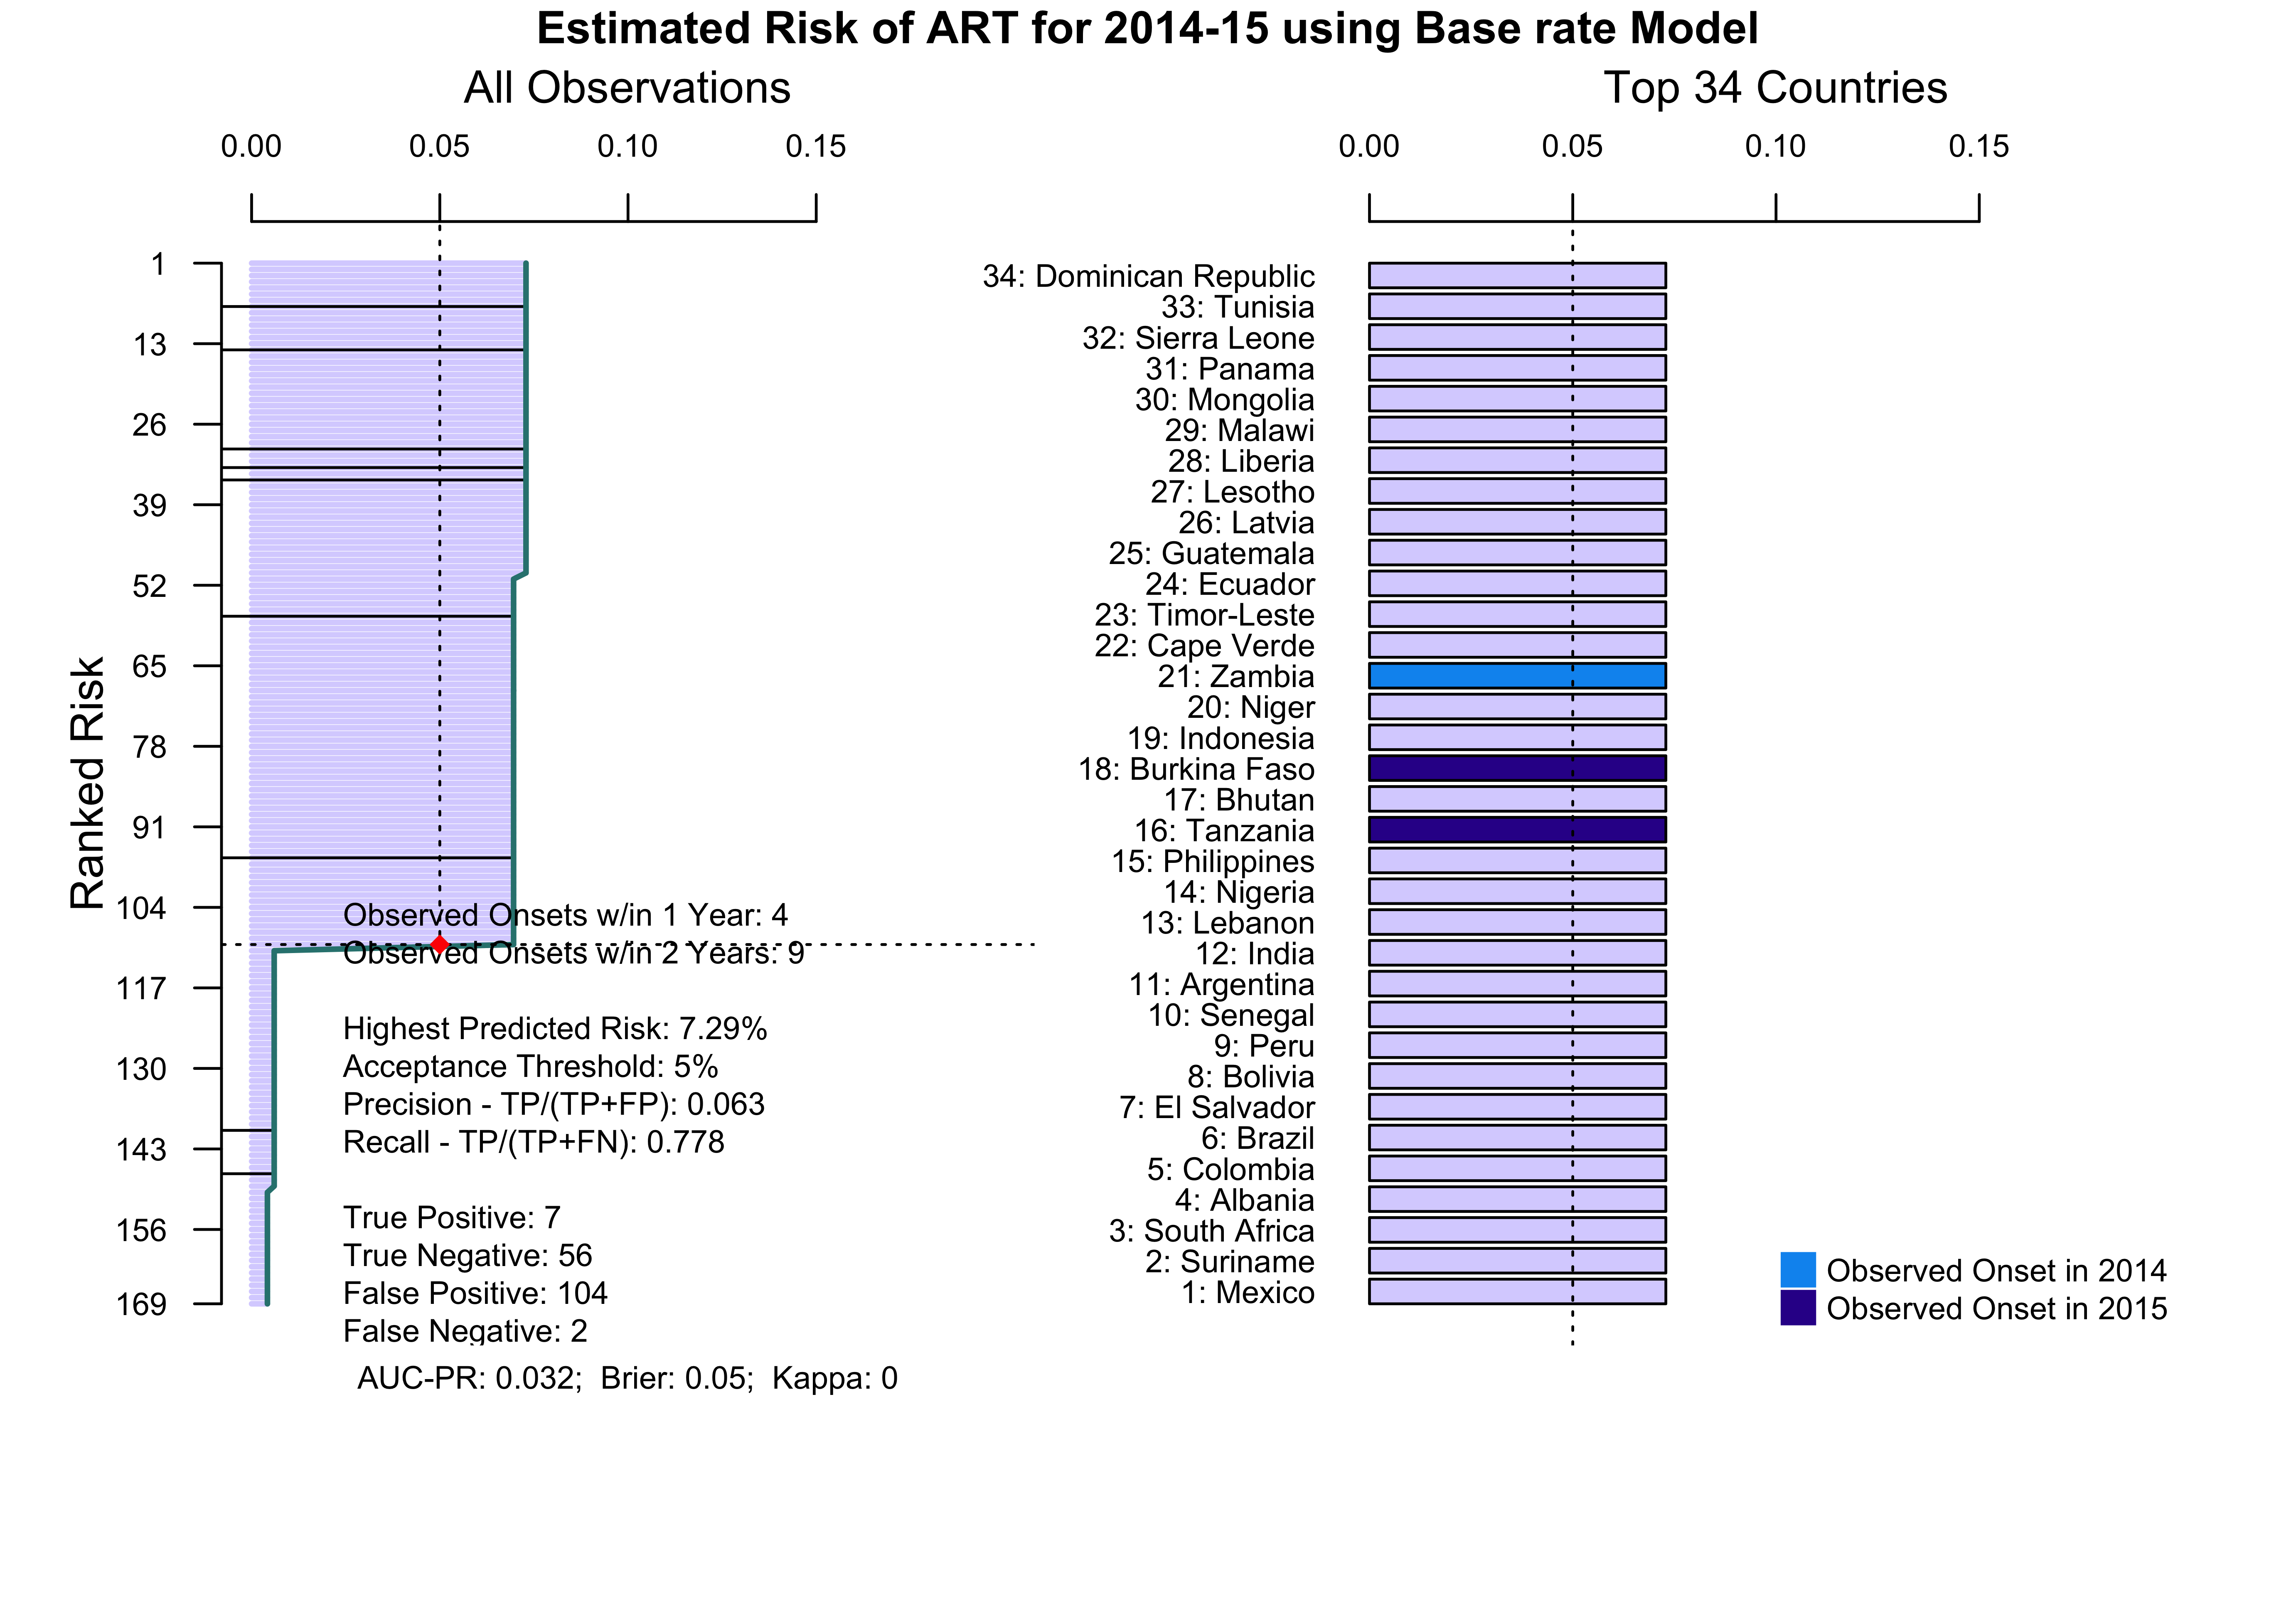 Estimated Risk of ART for 2014-15 using Base rate Model
All Observations
0.00 0.05 0.10 0.15
Ranked Risk
1
13
26
39
52
65
78
91
104
117
130
143
156
169
Observed Onsets w/in 1 Year: 4
Observed Onsets w/in 2 Years: 9
Highest Predicted Risk: 7.29%
Acceptance Threshold: 5%
Precision - TP/(TP+FP): 0.063
Recall - TP/(TP+FN): 0.778
True Positive: 7
True Negative: 56
False Positive: 104
False Negative: 2
AUC-PR: 0.032; Brier: 0.05; Kappa: 0
Top 34 Countries
0.00 0.05 0.10 0.15
34: Dominican Republic
33: Tunisia
32: Sierra Leone
31: Panama
30: Mongolia
29: Malawi
28: Liberia
27: Lesotho
26: Latvia
25: Guatemala
24: Ecuador
23: Timor-Leste
22: Cape Verde
21: Zambia
20: Niger
19: Indonesia
18: Burkina Faso
17: Bhutan
16: Tanzania
15: Philippines
14: Nigeria
13: Lebanon
12: India
11: Argentina
10: Senegal
9: Peru
8: Bolivia
7: El Salvador
6: Brazil
5: Colombia
4: Albania
3: South Africa
2: Suriname
1: Mexico
Observed Onset in 2014
Observed Onset in 2015